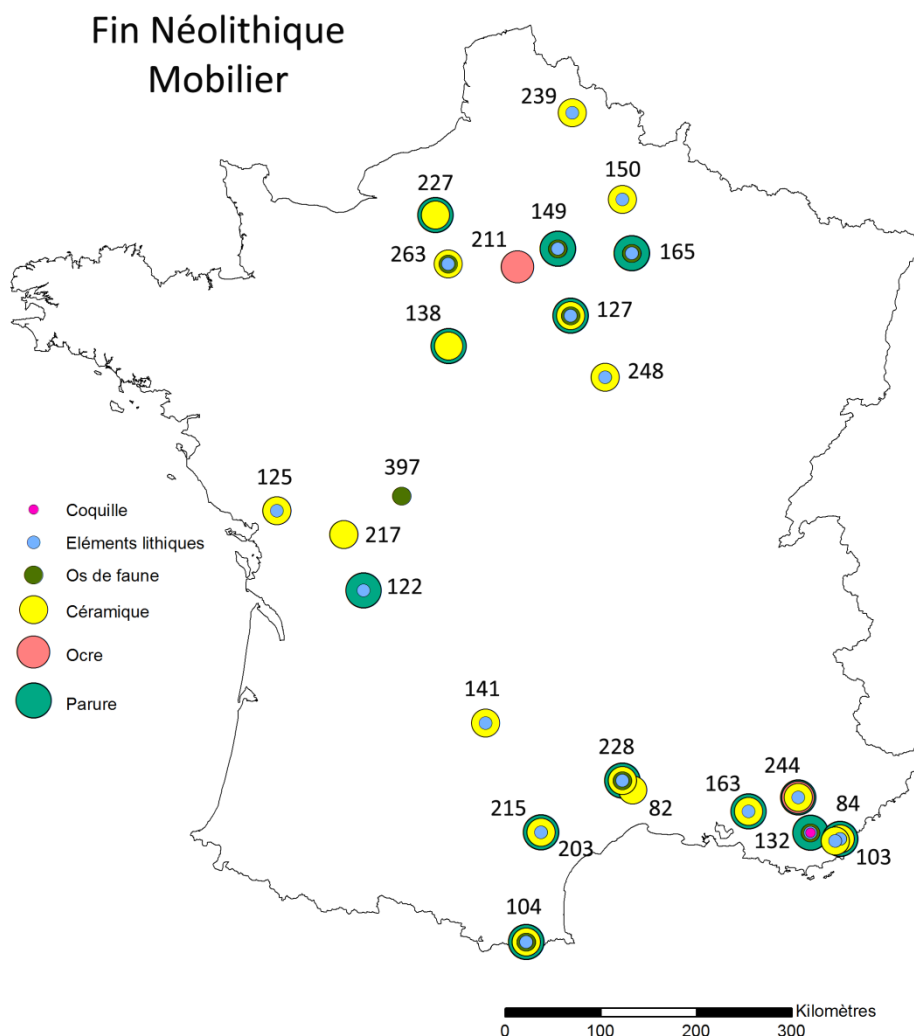 Fin Néolithique
Mobilier
239
150
227
149
211
263
165
127
138
248
397
125
217
122
Coquille
Eléments lithiques
Os de faune
Céramique
Ocre
Parure
141
228
244
163
84
82
215
132
203
103
104
Kilomètres
0 100 200 300